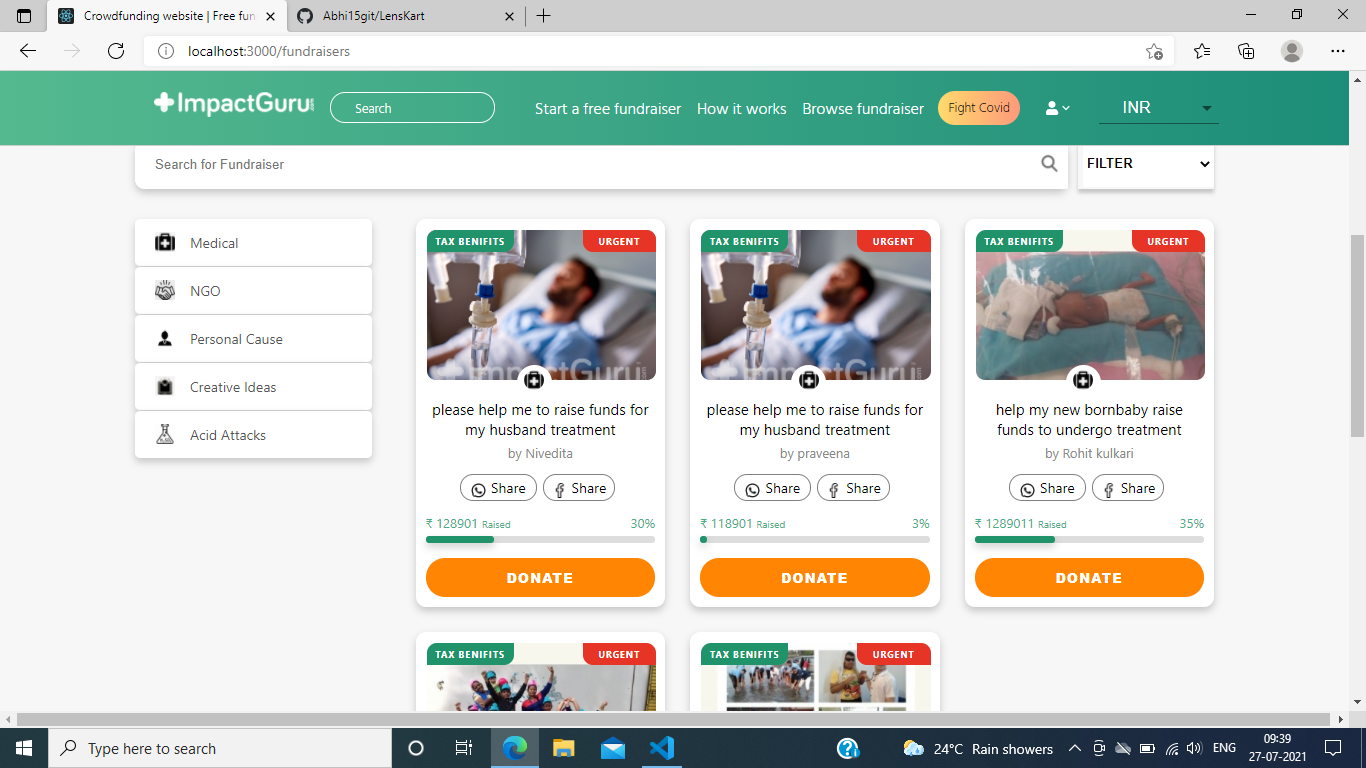 Crowdfunding website | Free fun
Abhi15git/LensKart
localhost:3000/fundraisers
ImpactGuru.com
Search
Start a free fundraiser
How it works
Browse fundraiser
Fight Covid
INR
Search for Fundraiser
FILTER
Medical
NGO
Personal Cause
Creative Ideas
Acid Attacks
TAX BENIFITS
URGENT
ImpactGuru.com
please help me to raise funds for
my husband treatment
by Nivedita
Share
Share
₹ 128901 Raised
30%
DONATE
TAX BENIFITS
URGENT
ImpactGuru.com
please help me to raise funds for
my husband treatment
by praveena
Share
Share
₹ 118901 Raised
3%
DONATE
TAX BENIFITS
URGENT
help my new bornbaby raise
funds to undergo treatment
by Rohit kulkari
Share
Share
₹ 1289011 Raised
35%
DONATE
TAX BENIFITS
URGENT
TAX BENIFITS
URGENT
Type here to search
24°C Rain showers
ENG
09:39
27-07-2021